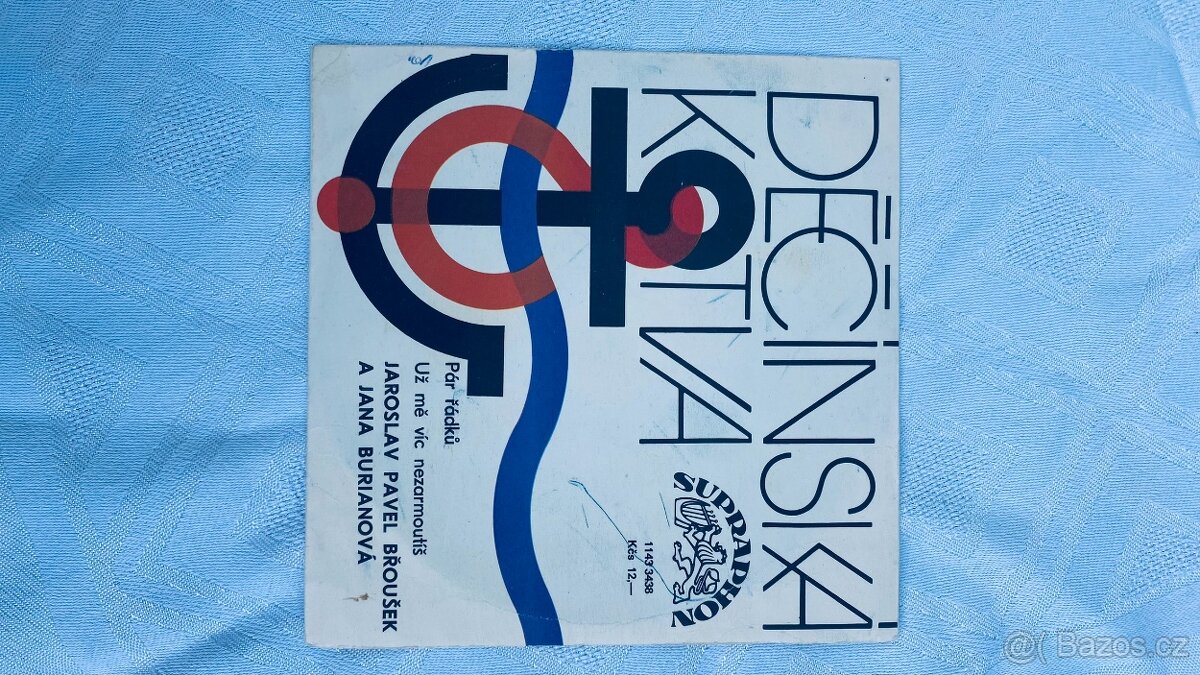 DĚČÍNSKÁ
KOTVA
SUPRAPHON
1143 3438
Kčs 12,—
Pár řádků
Už mě víc nezarmoutíš
JAROSLAV PAVEL BŘOUŠEK
A JANA BURIANOVÁ
@( Bazos.cz